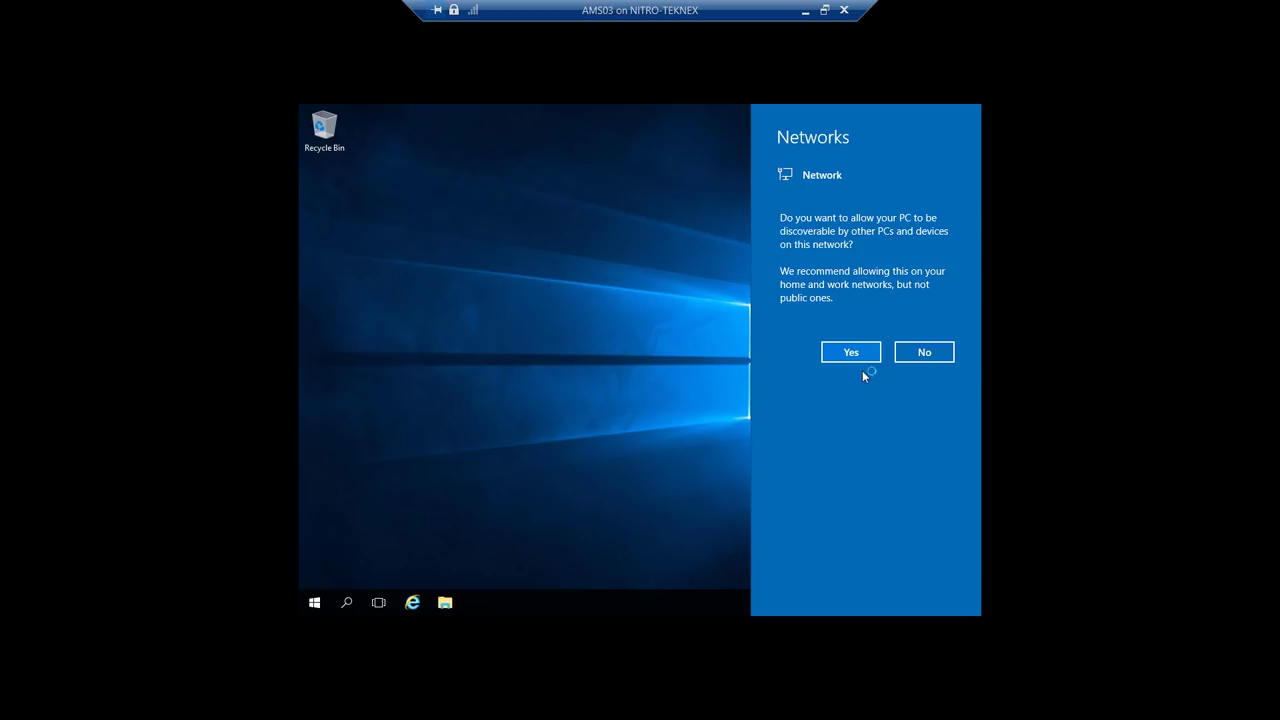 AMS03 on NITRO-TEKNEX
Recycle Bin
Networks
Network
Do you want to allow your PC to be
discoverable by other PCs and devices
on this network?
We recommend allowing this on your
home and work networks, but not
public ones.
Yes
No